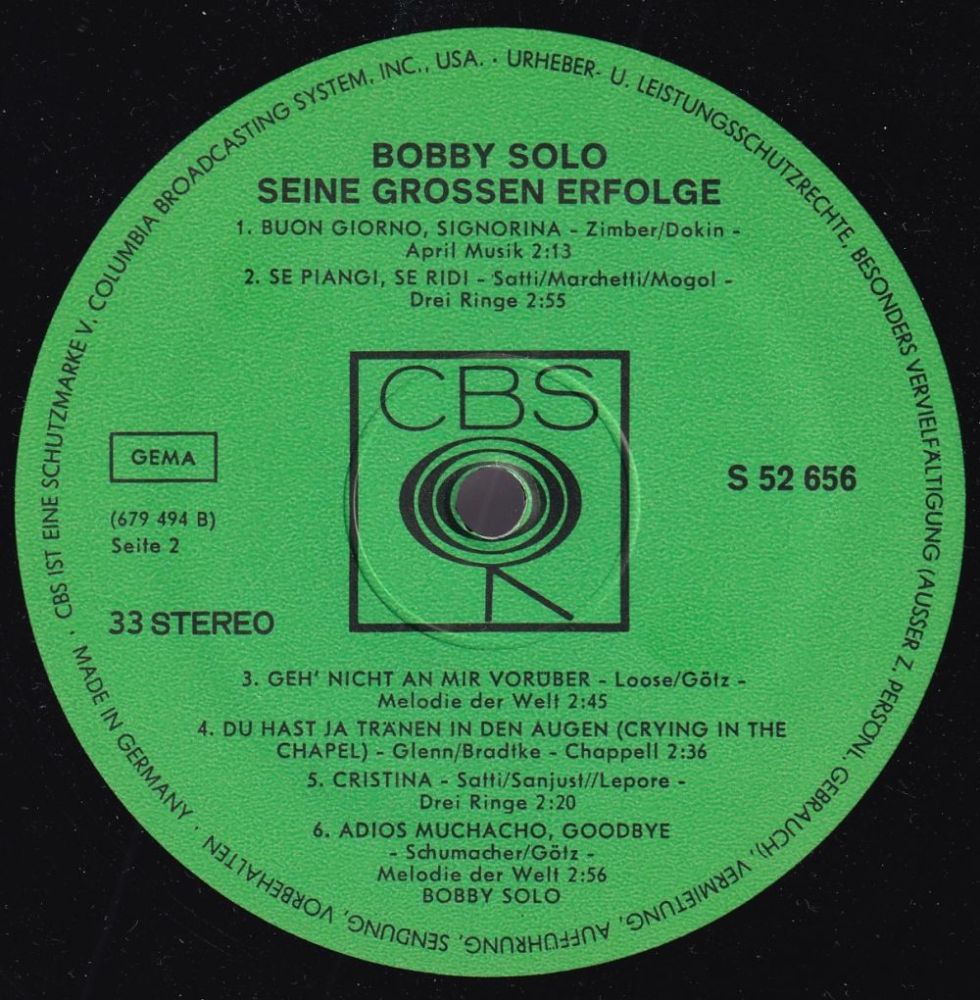 BOBBY SOLO
SEINE GROSSEN ERFOLGE
1. BUON GIORNO, SIGNORINA - Zimber/Dokin -
April Musik 2:13
2. SE PIANGI, SE RIDI - Satti/Marchetti/Mogol -
Drei Ringe 2:55
CBS
GEMA
S 52 656
(679 494 B)
Seite 2
33 STEREO
3. GEH' NICHT AN MIR VORÜBER - Loose/Götz -
Melodie der Welt 2:45
4. DU HAST JA TRÄNEN IN DEN AUGEN (CRYING IN THE
CHAPEL) - Glenn/Bradtke - Chappell 2:36
5. CRISTINA - Satti/Sanjust//Lepore -
Drei Ringe 2:20
6. ADIOS MUCHACHO, GOODBYE
- Schumacher/Götz -
Melodie der Welt 2:56
BOBBY SOLO
· CBS IST EINE SCHUTZMARKE V. COLUMBIA BROADCASTING SYSTEM, INC., USA. · URHEBER- U. LEISTUNGSSCHUTZRECHTE, BESONDERS VERVIELFÄLTIGUNG (AUSSER Z. PERSÖNL. GEBRAUCH), VERMIETUNG, AUFFÜHRUNG, SENDUNG, VORBEHALTEN · MADE IN GERMANY